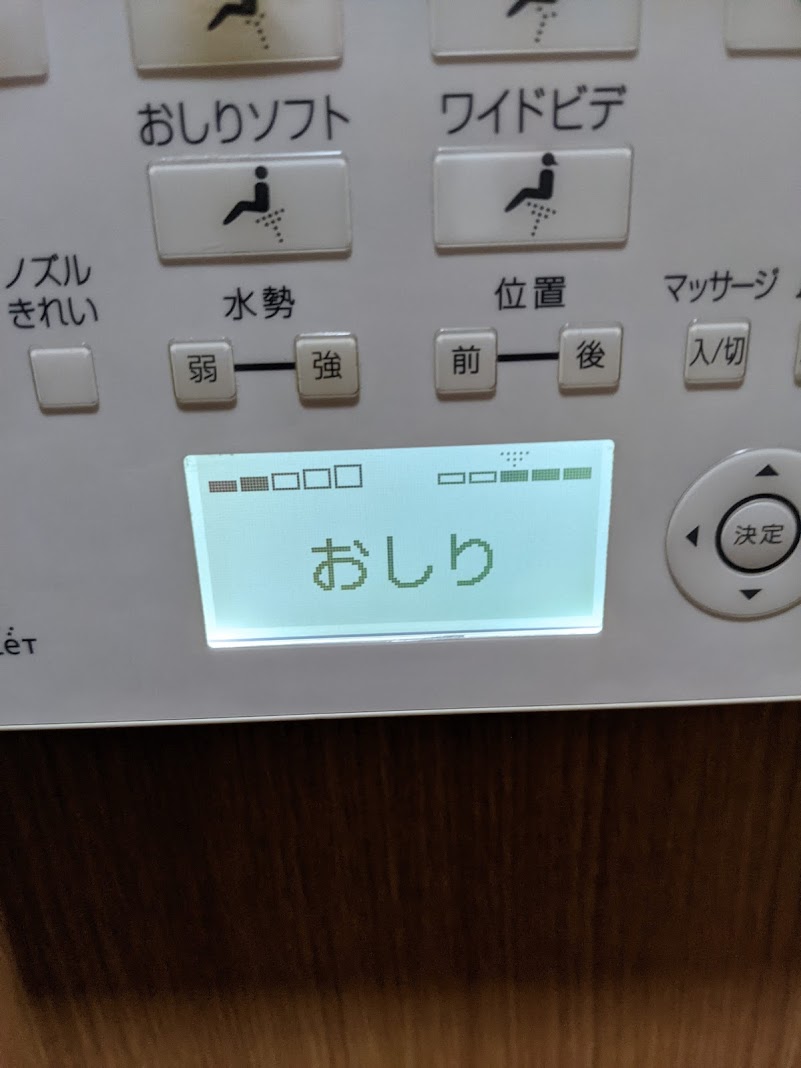 おしりソフト
ワイドビデ
ノズル
きれい
水勢
位置
マッサージ
弱
強
前
後
入/切
おしり
決定